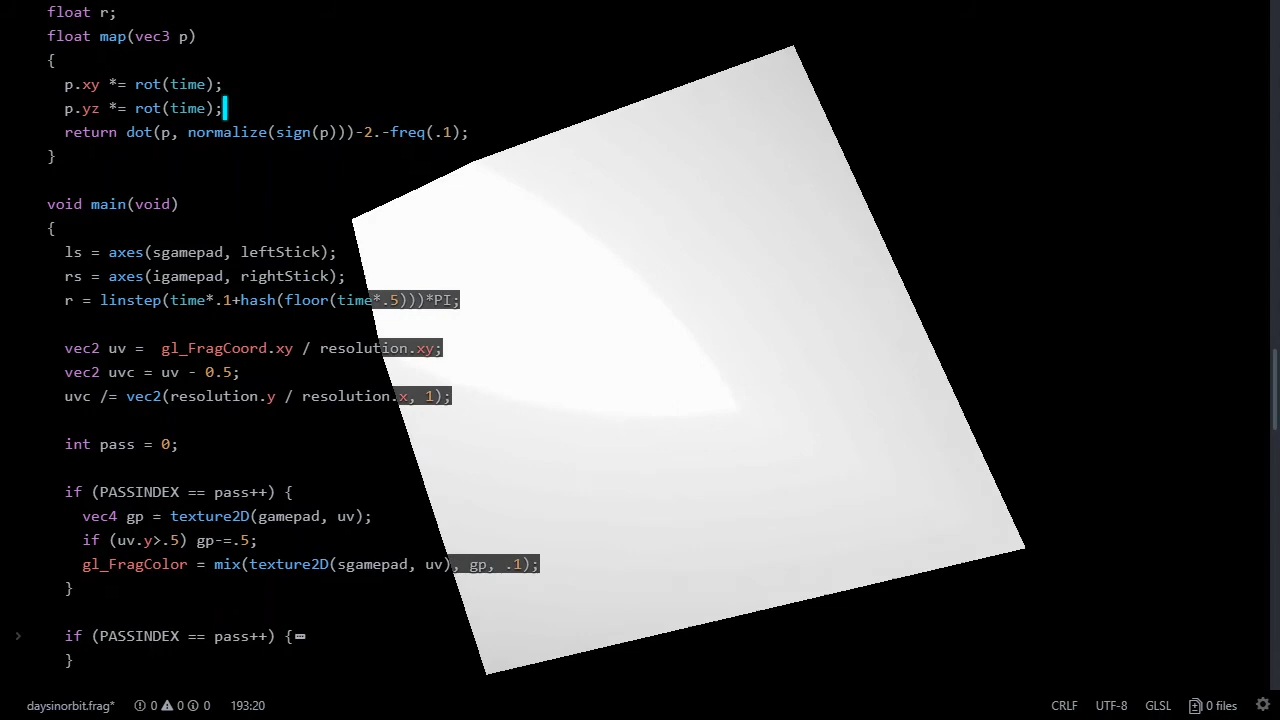 float r;
float map(vec3 p)
{
p.xy *= rot(time);
p.yz *= rot(time);
return dot(p, normalize(sign(p)))-2.-freq(.1);
}
void main(void)
{
ls = axes(sgamepad, leftStick);
rs = axes(igamepad, rightStick);
r = linstep(time*.1+hash(floor(time*.5)))*PI;
vec2 uv =  gl_FragCoord.xy / resolution.xy;
vec2 uvc = uv - 0.5;
uvc /= vec2(resolution.y / resolution.x, 1);
int pass = 0;
if (PASSINDEX == pass++) {
vec4 gp = texture2D(gamepad, uv);
if (uv.y>.5) gp-=.5;
gl_FragColor = mix(texture2D(sgamepad, uv), gp, .1);
}
if (PASSINDEX == pass++) {
}
daysinorbit.frag* 0 0 0 193:20 CRLF UTF-8 GLSL 0 files